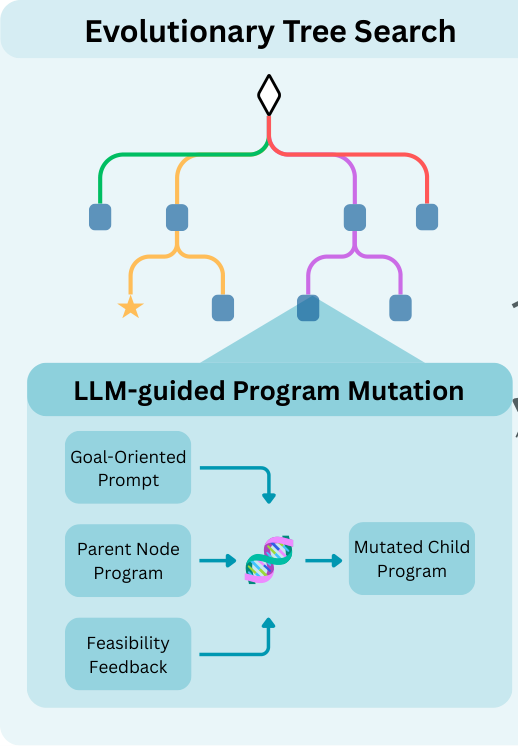 Evolutionary Tree Search
LLM-guided Program Mutation
Goal-Oriented
Prompt
Parent Node
Program
Mutated Child
Program
Feasibility
Feedback